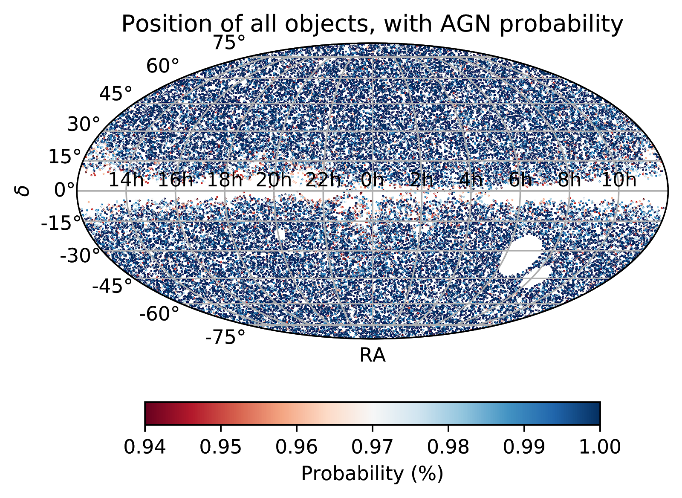 Position of all objects, with AGN probability
75°
60°
45°
30°
15°
14h 16h 18h 20h 22h 0h 2h 4h 6h 8h 10h
δ
0°
-15°
-30°
-45°
-60°
-75°
RA
0.94 0.95 0.96 0.97 0.98 0.99 1.00
Probability (%)